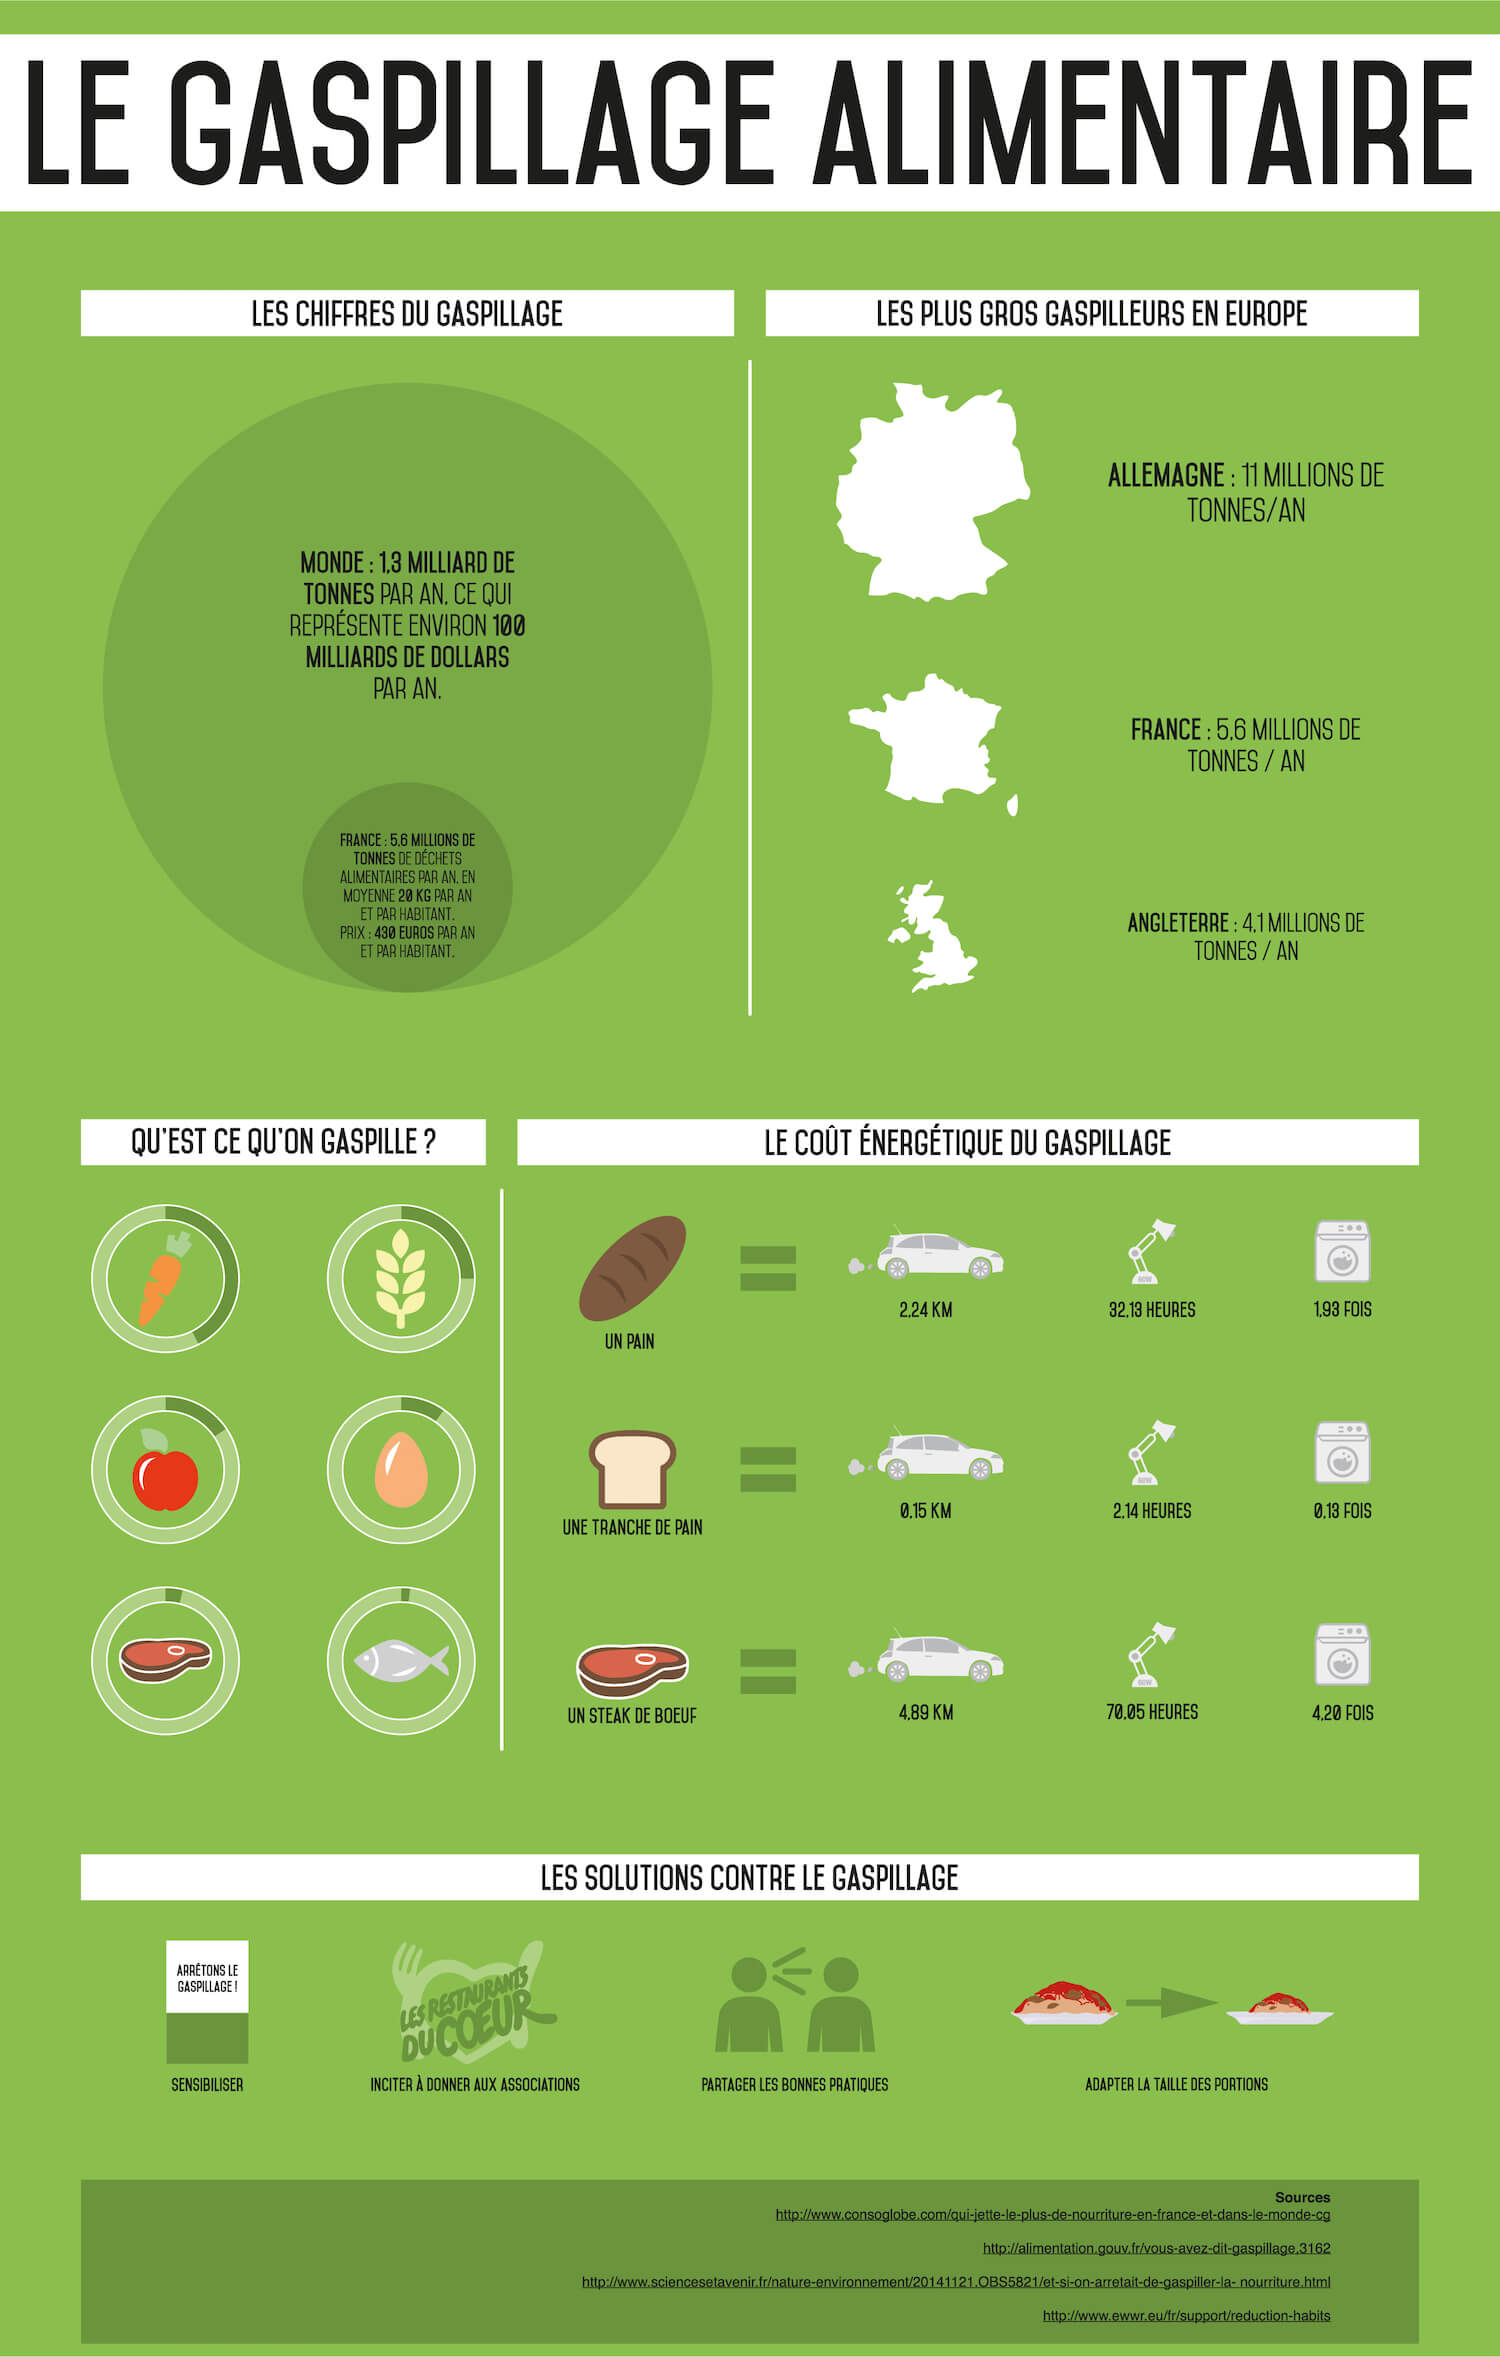 LE GASPILLAGE ALIMENTAIRE
LES CHIFFRES DU GASPILLAGE
MONDE : 1,3 MILLIARD DE
TONNES PAR AN, CE QUI
REPRÉSENTE ENVIRON 100
MILLIARDS DE DOLLARS
PAR AN.
FRANCE : 5,6 MILLIONS DE
TONNES DE DÉCHETS
ALIMENTAIRES PAR AN. EN
MOYENNE 20 KG PAR AN
ET PAR HABITANT.
PRIX : 430 EUROS PAR AN
ET PAR HABITANT.
LES PLUS GROS GASPILLEURS EN EUROPE
ALLEMAGNE : 11 MILLIONS DE
TONNES/AN
FRANCE : 5,6 MILLIONS DE
TONNES / AN
ANGLETERRE : 4,1 MILLIONS DE
TONNES / AN
QU'EST CE QU'ON GASPILLE ?
LE COÛT ÉNERGÉTIQUE DU GASPILLAGE
UN PAIN
2,24 KM
60W
32,13 HEURES
1,93 FOIS
UNE TRANCHE DE PAIN
0,15 KM
60W
2,14 HEURES
0,13 FOIS
UN STEAK DE BOEUF
4,89 KM
60W
70,05 HEURES
4,20 FOIS
LES SOLUTIONS CONTRE LE GASPILLAGE
ARRÊTONS LE
GASPILLAGE !
SENSIBILISER
LES RESTAURANTS
DU CŒUR
INCITER À DONNER AUX ASSOCIATIONS
PARTAGER LES BONNES PRATIQUES
ADAPTER LA TAILLE DES PORTIONS
Sources
http://www.consoglobe.com/qui-jette-le-plus-de-nourriture-en-france-et-dans-le-monde-cg
http://alimentation.gouv.fr/vous-avez-dit-gaspillage,3162
http://www.sciencesetavenir.fr/nature-environnement/20141121.OBS5821/et-si-on-arretait-de-gaspiller-la- nourriture.html
http://www.ewwr.eu/fr/support/reduction-habits